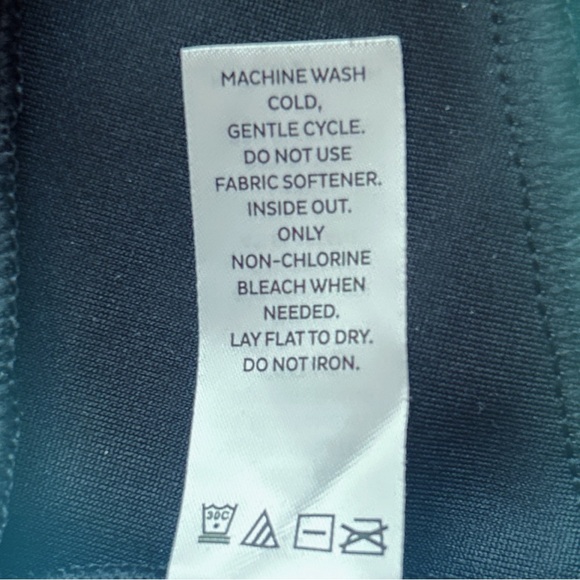 MACHINE WASH
COLD,
GENTLE CYCLE.
DO NOT USE
FABRIC SOFTENER.
INSIDE OUT.
ONLY
NON-CHLORINE
BLEACH WHEN
NEEDED.
LAY FLAT TO DRY.
DO NOT IRON.
30C